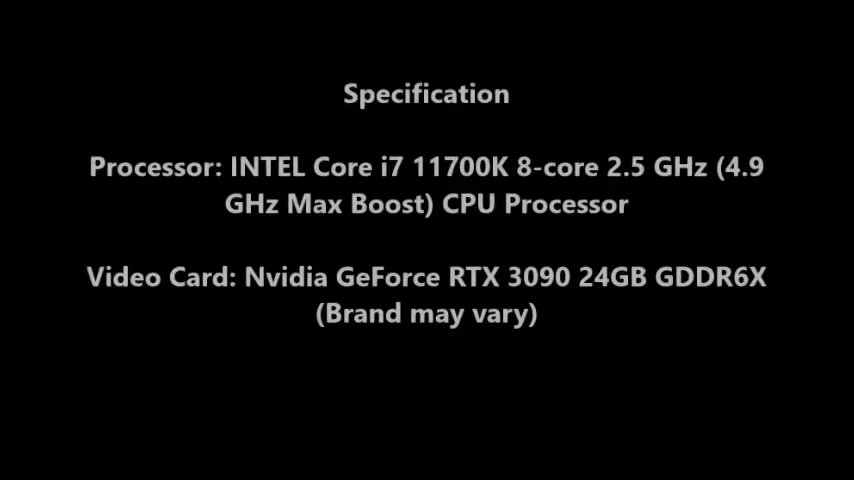 Specification
Processor: INTEL Core i7 11700K 8-core 2.5 GHz (4.9
GHz Max Boost) CPU Processor
Video Card: Nvidia GeForce RTX 3090 24GB GDDR6X
(Brand may vary)